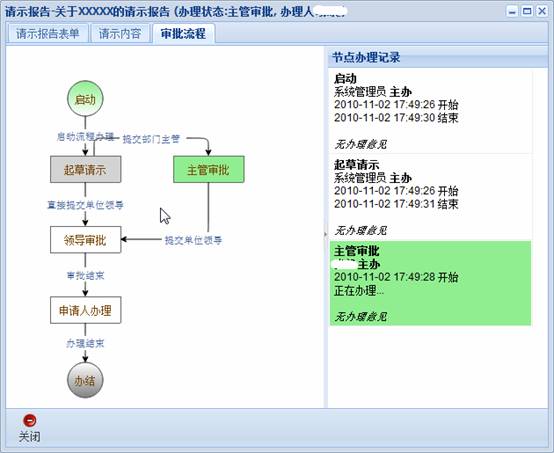 请示报告-关于XXXXX的请示报告 (办理状态:主管审批, 办理人
请示报告表单 请示内容 审批流程
启动
启动流程办理 提交部门主管
起草请示 主管审批
直接提交单位领导
领导审批 提交单位领导
审批结束
申请人办理
办理结束
办结
节点办理记录
启动
系统管理员 主办
2010-11-02 17:49:26 开始
2010-11-02 17:49:30 结束
无办理意见
起草请示
系统管理员 主办
2010-11-02 17:49:26 开始
2010-11-02 17:49:31 结束
无办理意见
主管审批
主办
2010-11-02 17:49:28 开始
正在办理...
无办理意见
关闭